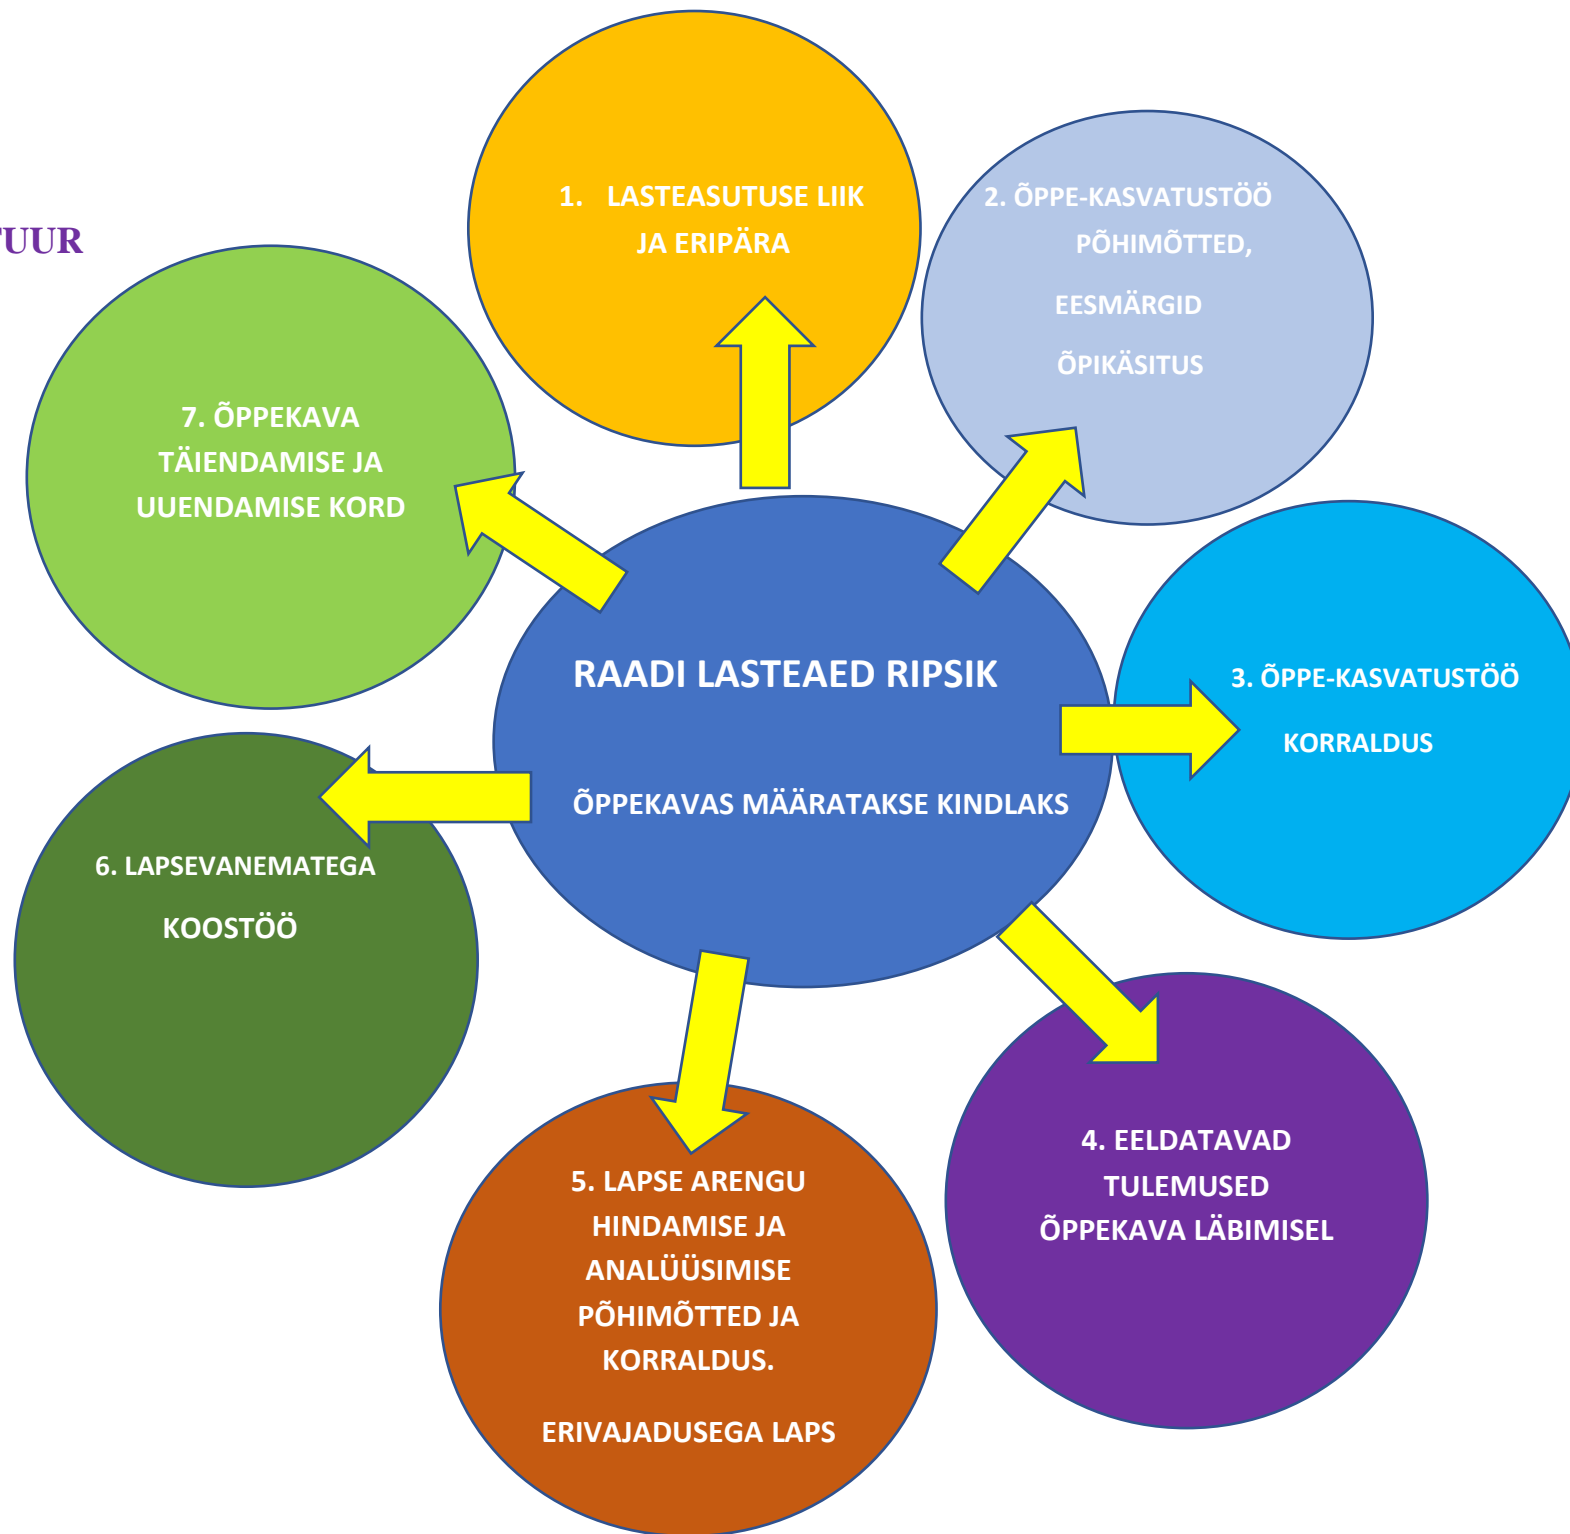 TUUR
1. LASTEASUTUSE LIIK
JA ERIPÄRA
2. ÕPPE-KASVATUSTÖÖ
PÕHIMÕTTED,
EESMÄRGID
ÕPIKÄSITUS
7. ÕPPEKAVA
TÄIENDAMISE JA
UUENDAMISE KORD
RAADI LASTEAED RIPSIK
ÕPPEKAVAS MÄÄRATAKSE KINDLAKS
3. ÕPPE-KASVATUSTÖÖ
KORRALDUS
6. LAPSEVANEMATEGA
KOOSTÖÖ
4. EELDATAVAD
TULEMUSED
ÕPPEKAVA LÄBIMISEL
5. LAPSE ARENGU
HINDAMISE JA
ANALÜÜSIMISE
PÕHIMÕTTED JA
KORRALDUS.
ERIVAJADUSEGA LAPS